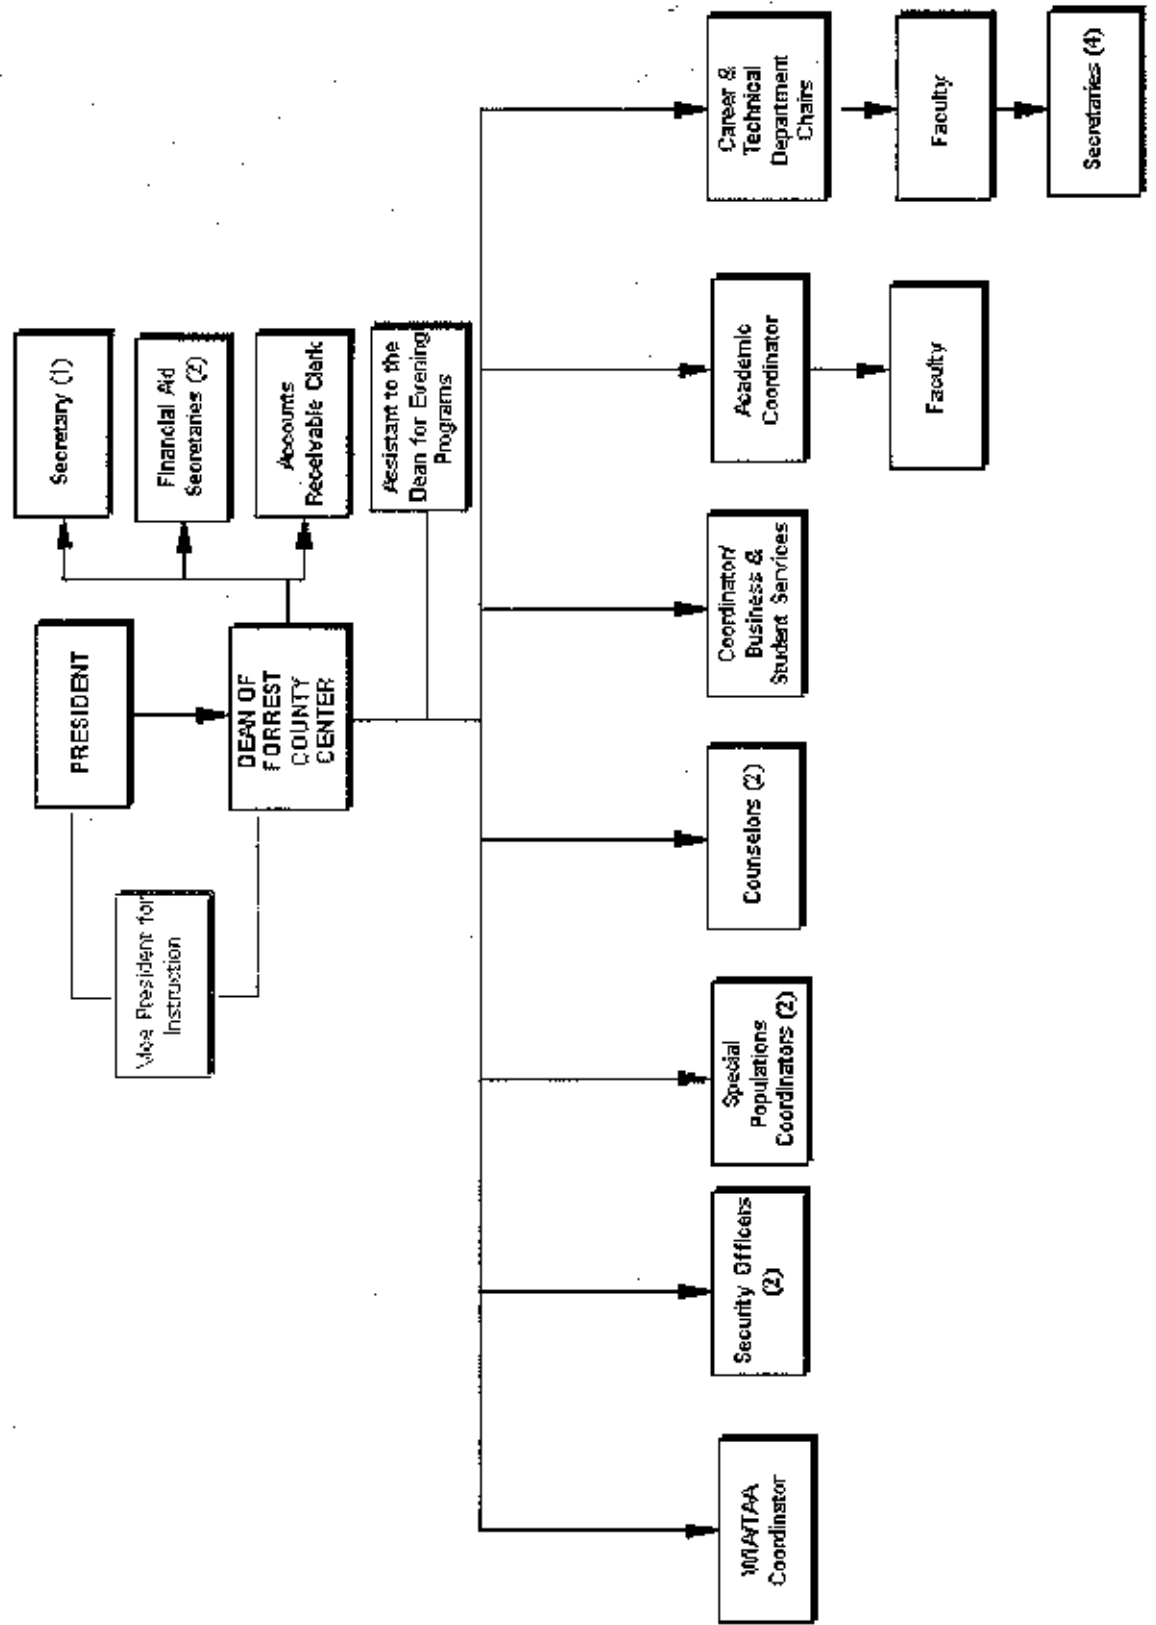 PRESIDENT
Vice President for
Instruction
DEAN OF
FORREST
COUNTY
CENTER
Secretary (1)
Financial Aid
Secretaries (2)
Accounts
Receivable Clerk
Assistant to the
Dean for Evening
Programs
WIA/TAA
Coordinator
Security Officers
(2)
Special
Populations
Coordinators (2)
Counselors (2)
Coordinator/
Business &
Student Services
Academic
Coordinator
Faculty
Career &
Technical
Department
Chairs
Faculty
Secretaries (4)